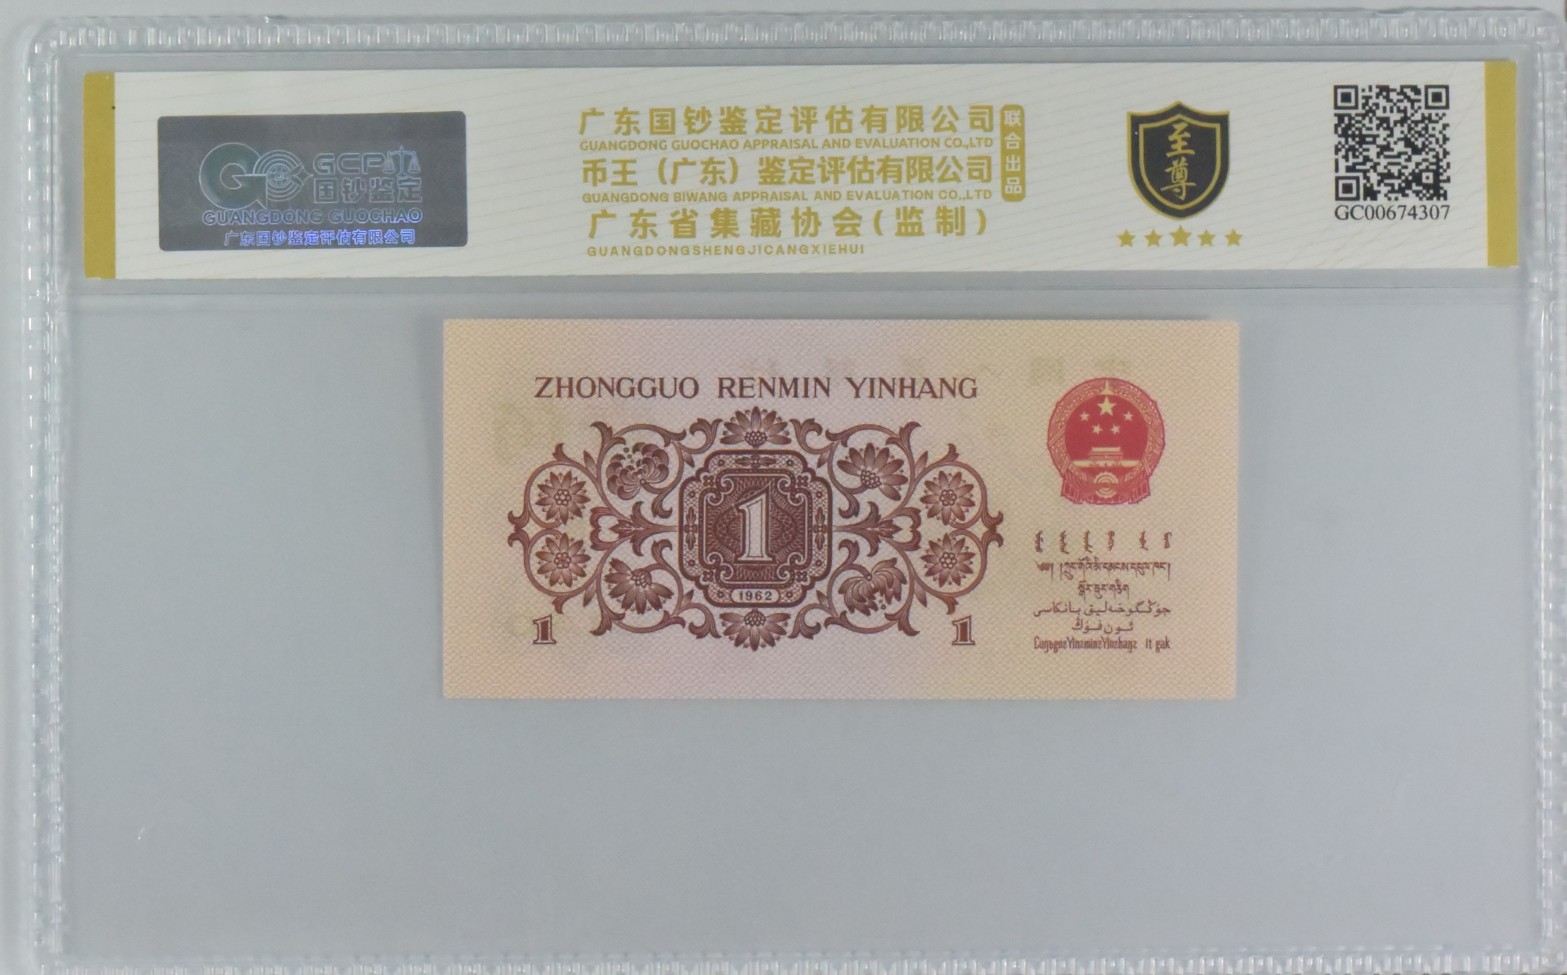 GCP
国钞鉴定
GUANGDONG GUOCHAO
广东国钞鉴定评估有限公司
广东国钞鉴定评估有限公司
GUANGDONG GUOCHAO APPRAISAL AND EVALUATION CO.,LTD
币王（广东）鉴定评估有限公司
GUANGDONG BIWANG APPRAISAL AND EVALUATION CO.,LTD
联合出品
广东省集藏协会(监制)
GUANGDONGSHENGJICANGXIEHUI
至尊
GC00674307
ZHONGGUO RENMIN YINHANG
1
1962
1
1
جۇڭگوخەلىق بانكاسى
ئون فۇڭ